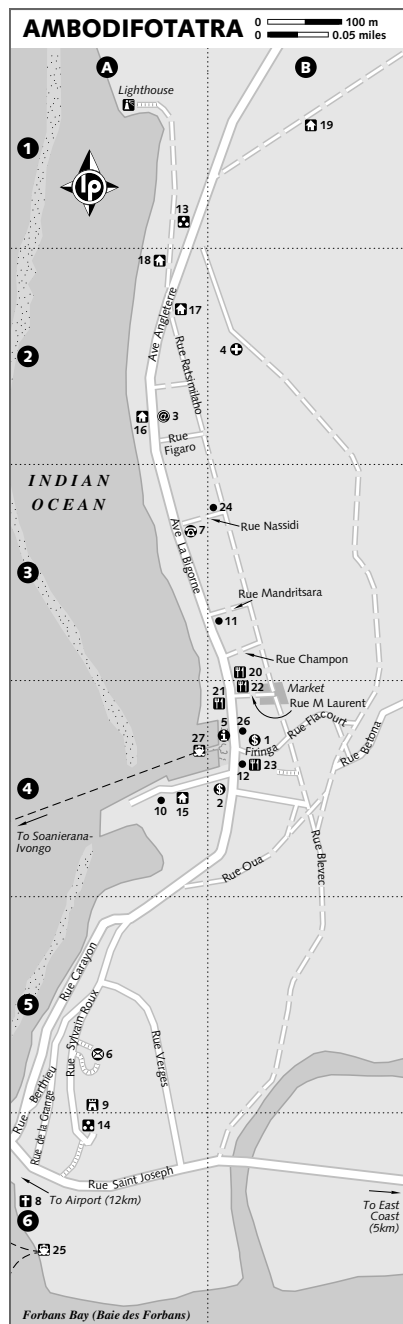 AMBODIFOTATRA
0 100 m
0 0.05 miles
A
B
Lighthouse
19
1
lp
13
18
17
Ave Angleterre
2
4
Rue Ratsimilaho
16
3
Rue
Figaro
INDIAN
OCEAN
24
Rue Nassidi
7
Ave La Bigorne
3
Rue Mandritsara
11
Rue Champon
20
21
22
Market
Rue M Laurent
5
26
27
1
Rue Flacourt
Firinga
23
Rue Betona
12
4
10
15
2
To Soanierana-
Ivongo
Rue Oua
Rue Blevec
Rue Carayon
5
Rue Sylvain Roux
6
Rue Verges
Rue Berthieu
Rue de la Grange
9
14
Rue Saint Joseph
To Airport (12km)
8
6
To East
Coast
(5km)
25
Forbans Bay (Baie des Forbans)